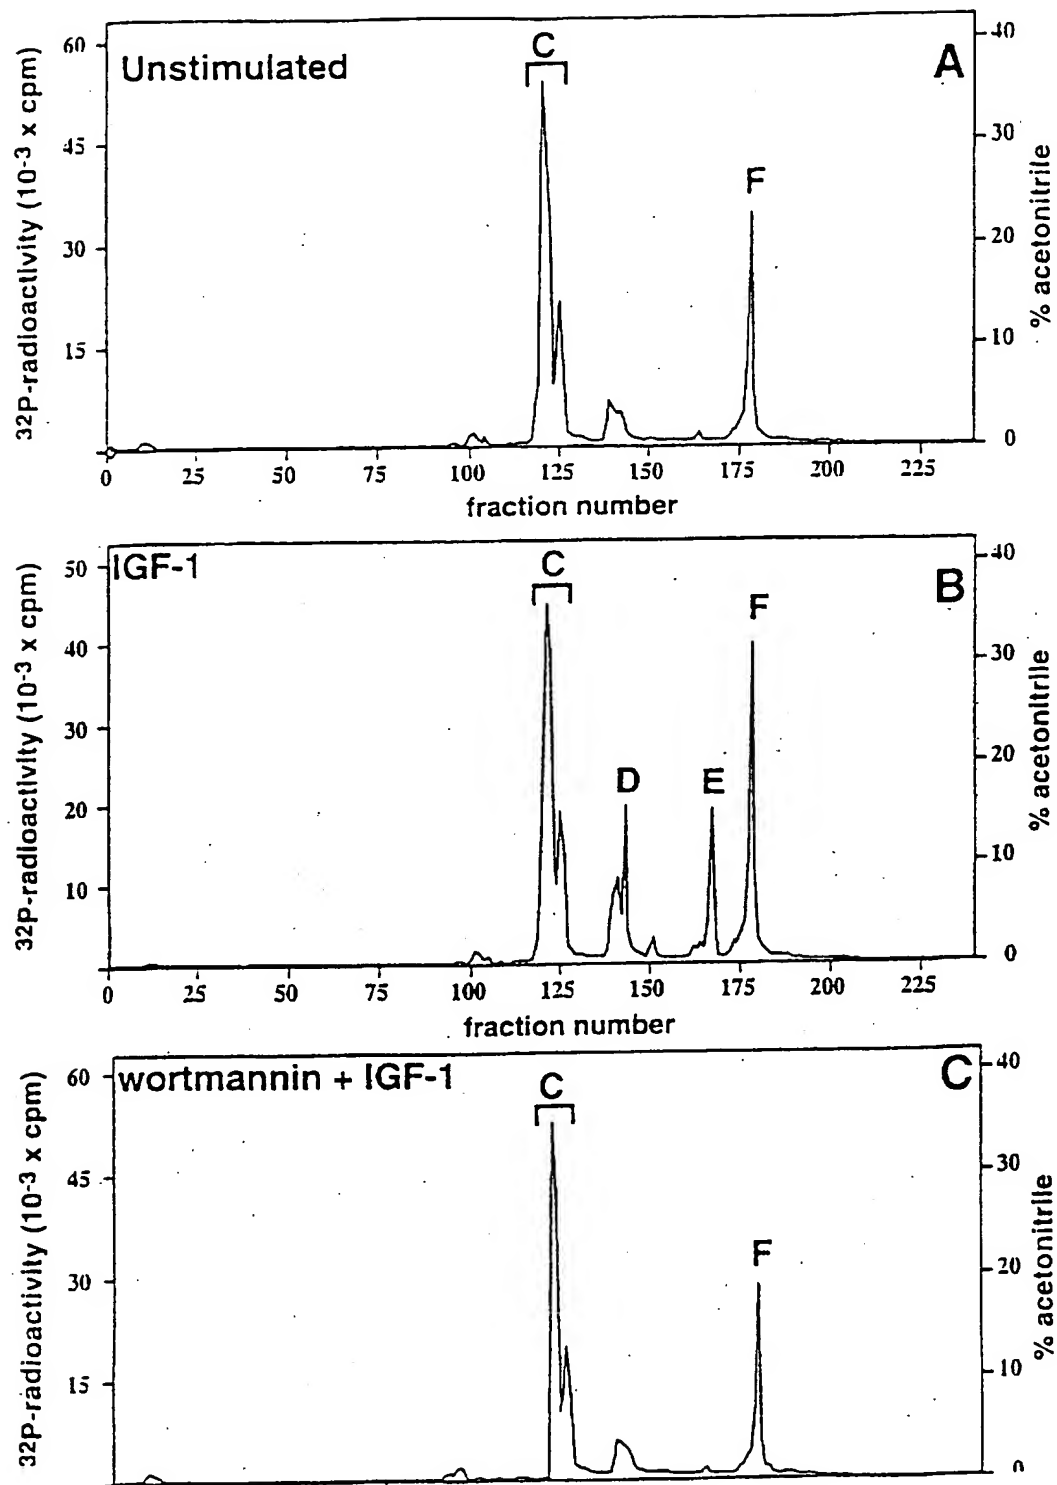 Unstimulated
C
A
F
60
45
30
15
40
30
20
10
0
32P-radioactivity (10-3 x cpm)
% acetonitrile
0 25 50 75 100 125 150 175 200 225
fraction number
IGF-1
C
B
D
E
F
50
40
30
20
10
40
30
20
10
0
32P-radioactivity (10-3 x cpm)
% acetonitrile
0 25 50 75 100 125 150 175 200 225
fraction number
wortmannin + IGF-1
C
C
F
60
45
30
15
40
30
20
10
0
32P-radioactivity (10-3 x cpm)
% acetonitrile